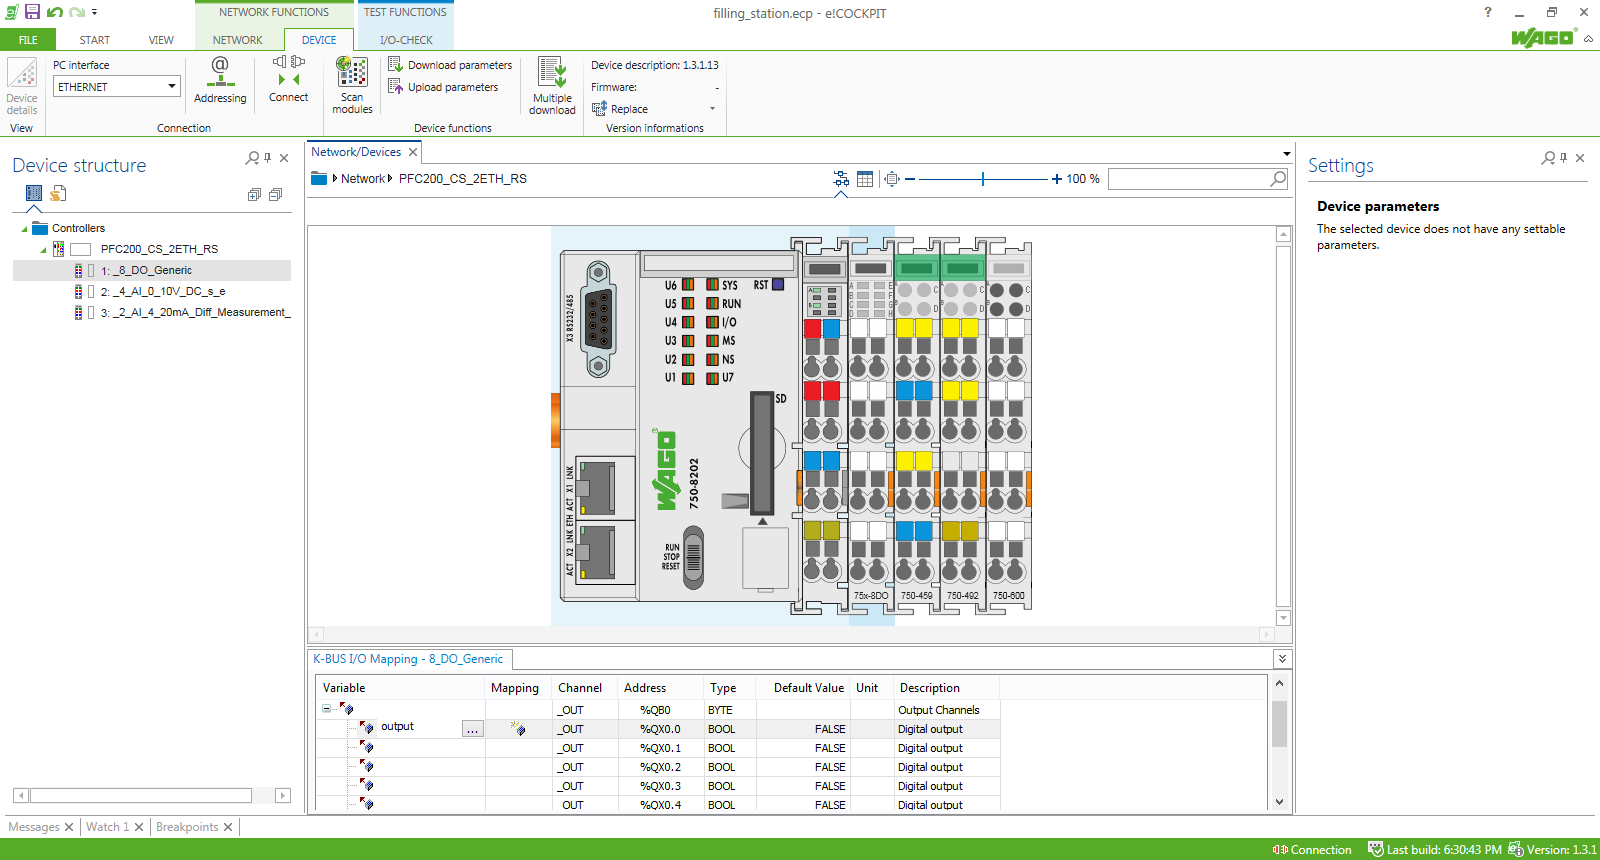 NETWORK FUNCTIONS TEST FUNCTIONS filling_station.ecp - e!COCKPIT
FILE START VIEW NETWORK DEVICE I/O-CHECK WAGO
PC interface
ETHERNET
Device details
View
Addressing
Connect
Connection
Scan modules
Download parameters
Upload parameters
Device functions
Multiple download
Device description: 1.3.1.13
Firmware: -
Replace
Version informations
Device structure
Controllers
PFC200_CS_2ETH_RS
1: _8_DO_Generic
2: _4_AI_0_10V_DC_s_e
3: _2_AI_4_20mA_Diff_Measurement_
Network/Devices
Network PFC200_CS_2ETH_RS
100 %
X3 RS232/485
U6 SYS RST
U5 RUN
U4 I/O
U3 MS
U2 NS
U1 U7
SD
WAGO
750-8202
ACT X1 LNK
ETH
ACT X2 LNK
RUN
STOP
RESET
75x-8DO 750-459 750-492 750-600
Settings
Device parameters
The selected device does not have any settable
parameters.
K-BUS I/O Mapping - 8_DO_Generic
Variable Mapping Channel Address Type Default Value Unit Description
_OUT %QB0 BYTE Output Channels
output ... _OUT %QX0.0 BOOL FALSE Digital output
_OUT %QX0.1 BOOL FALSE Digital output
_OUT %QX0.2 BOOL FALSE Digital output
_OUT %QX0.3 BOOL FALSE Digital output
OUT %QX0.4 BOOL FALSE Digital output
Messages Watch 1 Breakpoints
Connection Last build: 6:30:43 PM Version: 1.3.1